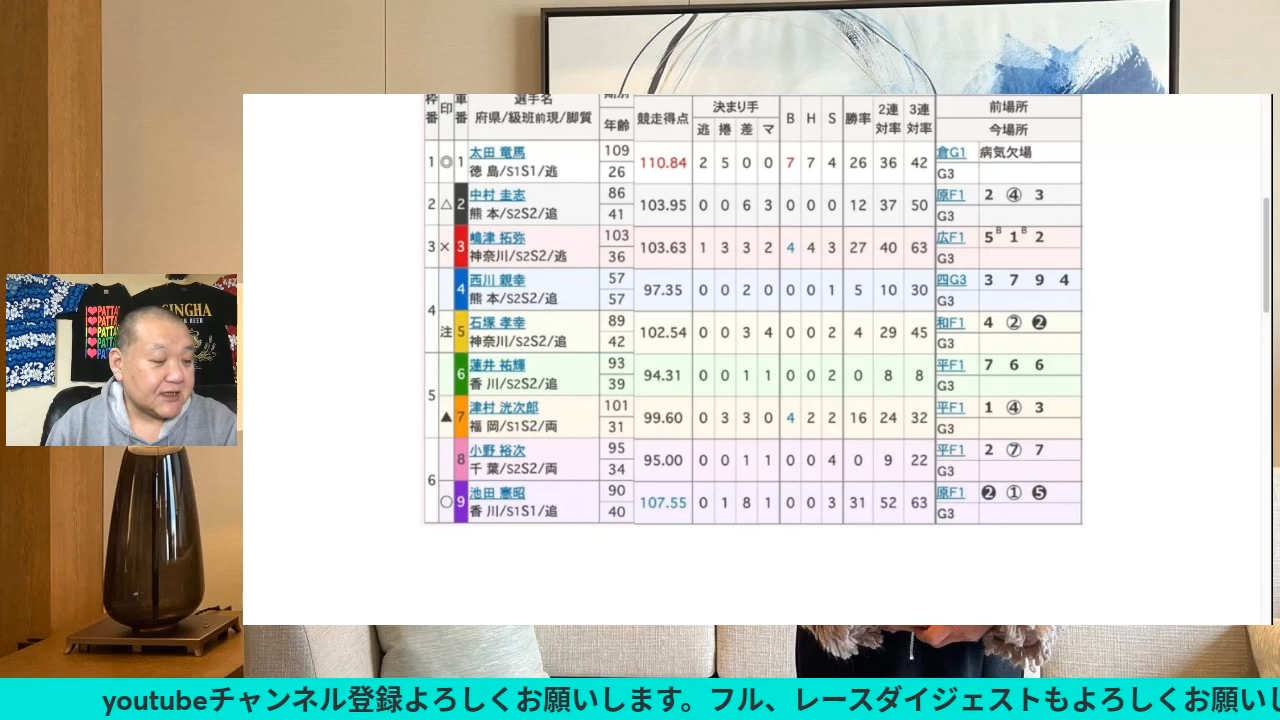 枠番 印 車番 選手名 府県/級班前現/脚質 期別 年齢 競走得点 決まり手 逃 捲 差 マ B H S 勝率 2連対率 3連対率 前場所 今場所
1 ◎ 1 太田 竜馬 109 110.84 2 5 0 0 7 7 4 26 36 42 倉G1 病気欠場
徳 島/S1S1/逃 26 G3
2 △ 2 中村 圭志 86 103.95 0 0 6 3 0 0 0 12 37 50 原F1 2 ④ 3
熊 本/S2S2/追 41 G3
3 × 3 嶋津 拓弥 103 103.63 1 3 3 2 4 4 3 27 40 63 広F1 5B 1B 2
神奈川/S2S2/逃 36 G3
4 4 西川 親幸 57 97.35 0 0 2 0 0 0 1 5 10 30 四G3 3 7 9 4
熊 本/S2S2/追 57 G3
注 5 石塚 孝幸 89 102.54 0 0 3 4 0 0 2 4 29 45 和F1 4 ② ❷
神奈川/S2S2/追 42 G3
5 6 蓮井 祐輝 93 94.31 0 0 1 1 0 0 2 0 8 8 平F1 7 6 6
香 川/S2S2/追 39 G3
▲ 7 津村 洸次郎 101 99.60 0 3 3 0 4 2 2 16 24 32 平F1 1 ④ 3
福 岡/S1S2/両 31 G3
6 8 小野 裕次 95 95.00 0 0 1 1 0 0 4 0 9 22 平F1 2 ⑦ 7
千 葉/S2S2/両 34 G3
○ 9 池田 憲昭 90 107.55 0 1 8 1 0 0 3 31 52 63 原F1 ❷ ① ❺
香 川/S1S1/追 40 G3
I♥PATTA
SINGHA
BEER
youtubeチャンネル登録よろしくお願いします。フル、レースダイジェストもよろしくお願いし